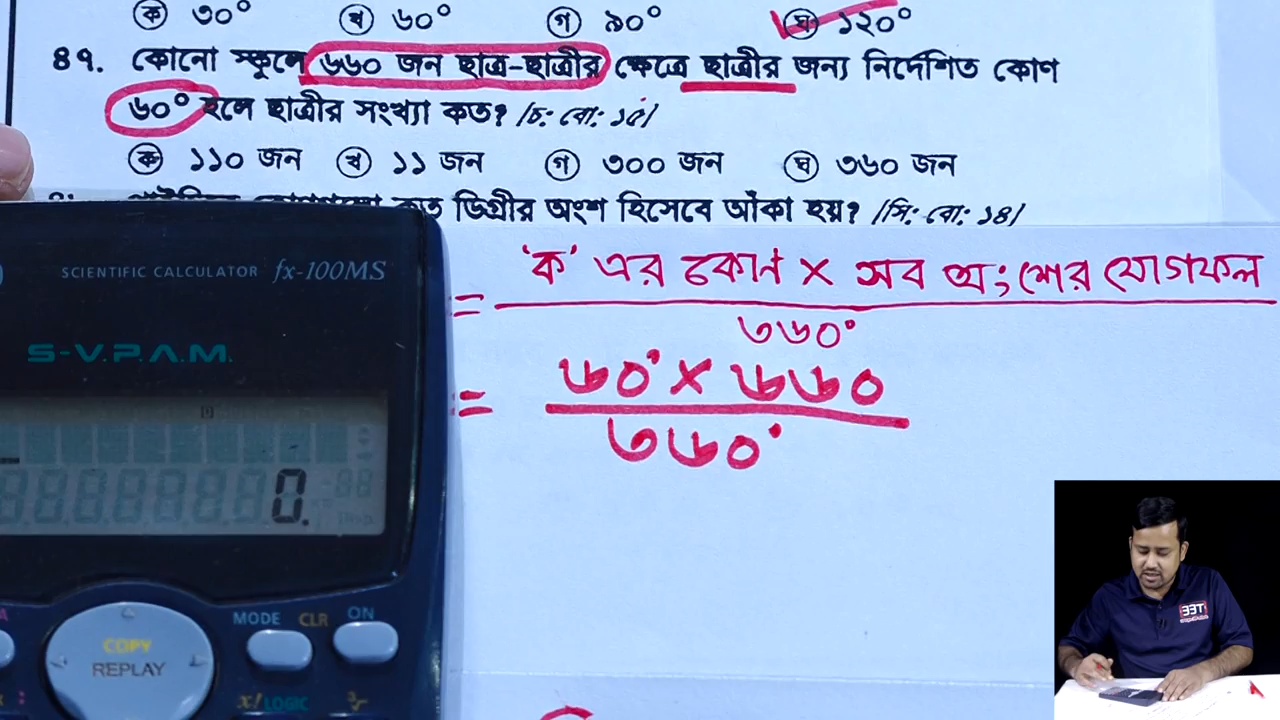 ক ৩০° খ ৬০° গ ৯০° ঘ ১২০°
৪৭. কোনো স্কুলে ৬৬০ জন ছাত্র-ছাত্রীর ক্ষেত্রে ছাত্রীর জন্য নির্দেশিত কোণ
৬০° হলে ছাত্রীর সংখ্যা কত? [চ: বো: ১৫]
ক ১১০ জন খ ১১ জন গ ৩০০ জন ঘ ৩৬০ জন
কত ডিগ্রীর অংশ হিসেবে আঁকা হয়? [সি: বো: ১৪]
SCIENTIFIC CALCULATOR fx-100MS
S-V.P.A.M.
0.
MODE CLR ON
COPY
REPLAY
x! LOGIC
= 'ক' এর কোণ × সব অংশের যোগফল
৩৬০°
= ৬০° × ৬৬০
৩৬০°